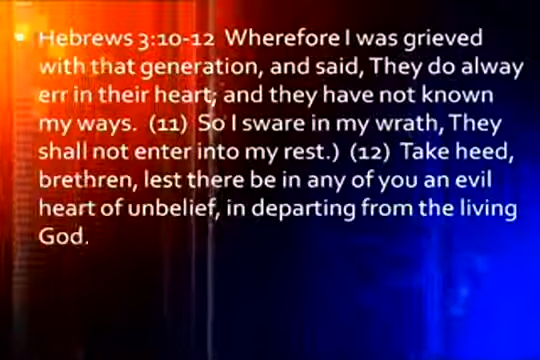 Hebrews 3:10-12  Wherefore I was grieved
with that generation, and said, They do alway
err in their heart; and they have not known
my ways.  (11)  So I sware in my wrath, They
shall not enter into my rest.)  (12)  Take heed,
brethren, lest there be in any of you an evil
heart of unbelief, in departing from the living
God.